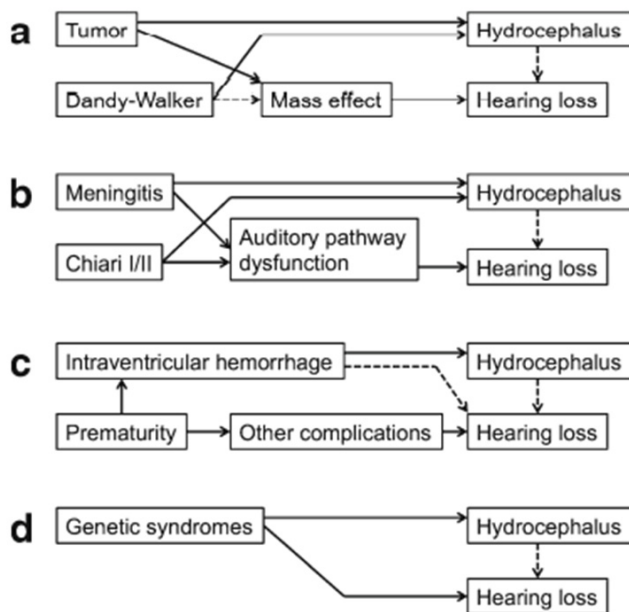 a
Tumor
Hydrocephalus
Dandy-Walker
Mass effect
Hearing loss
b
Meningitis
Hydrocephalus
Chiari I/II
Auditory pathway
dysfunction
Hearing loss
c
Intraventricular hemorrhage
Hydrocephalus
Prematurity
Other complications
Hearing loss
d
Genetic syndromes
Hydrocephalus
Hearing loss